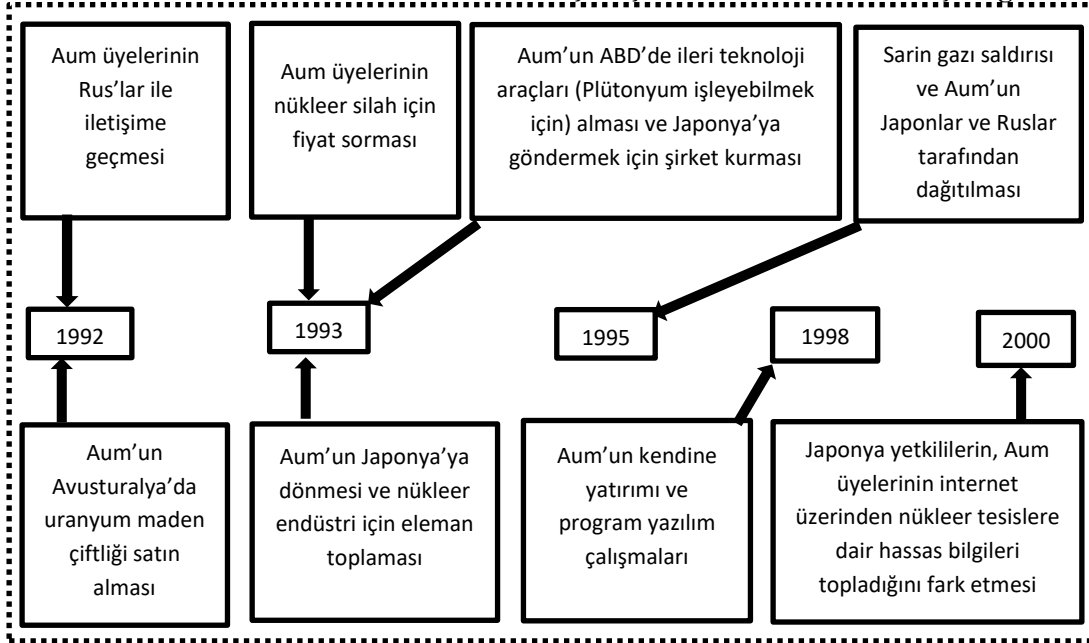 Aum üyelerinin
Rus'lar ile
iletişime
geçmesi
Aum üyelerinin
nükleer silah için
fiyat sorması
Aum'un ABD'de ileri teknoloji
araçları (Plütonyum işleyebilmek
için) alması ve Japonya'ya
göndermek için şirket kurması
Sarin gazı saldırısı
ve Aum'un
Japonlar ve Ruslar
tarafından
dağıtılması
1992
1993
1995
1998
2000
Aum'un
Avusturalya'da
uranyum maden
çiftliği satın
alması
Aum'un Japonya'ya
dönmesi ve nükleer
endüstri için eleman
toplaması
Aum'un kendine
yatırımı ve
program yazılım
çalışmaları
Japonya yetkililerin, Aum
üyelerinin internet
üzerinden nükleer tesislere
dair hassas bilgileri
topladığını fark etmesi